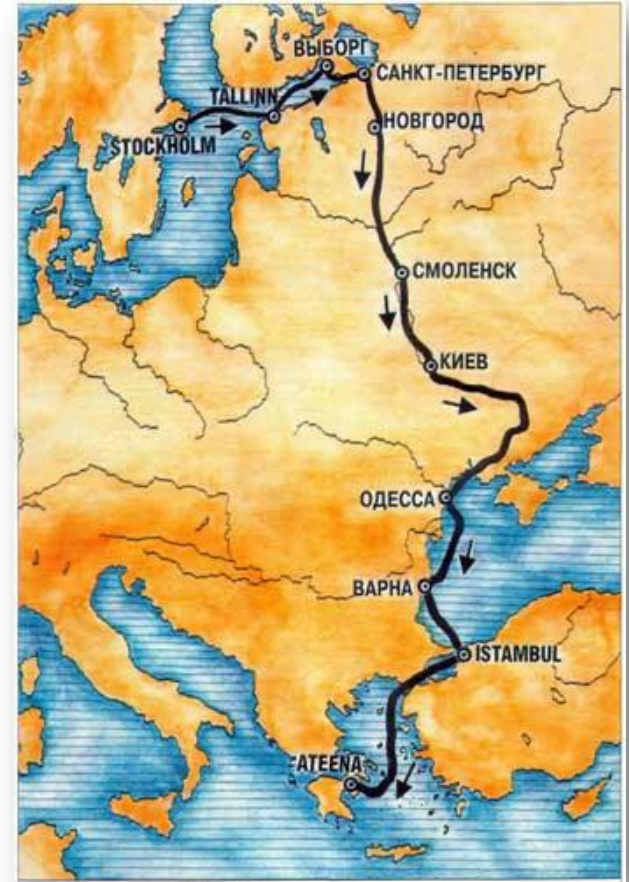 ВЫБОРГ
САНКТ-ПЕТЕРБУРГ
TALLINN
НОВГОРОД
STOCKHOLM
СМОЛЕНСК
КИЕВ
ОДЕССА
ВАРНА
ISTAMBUL
ATEENA